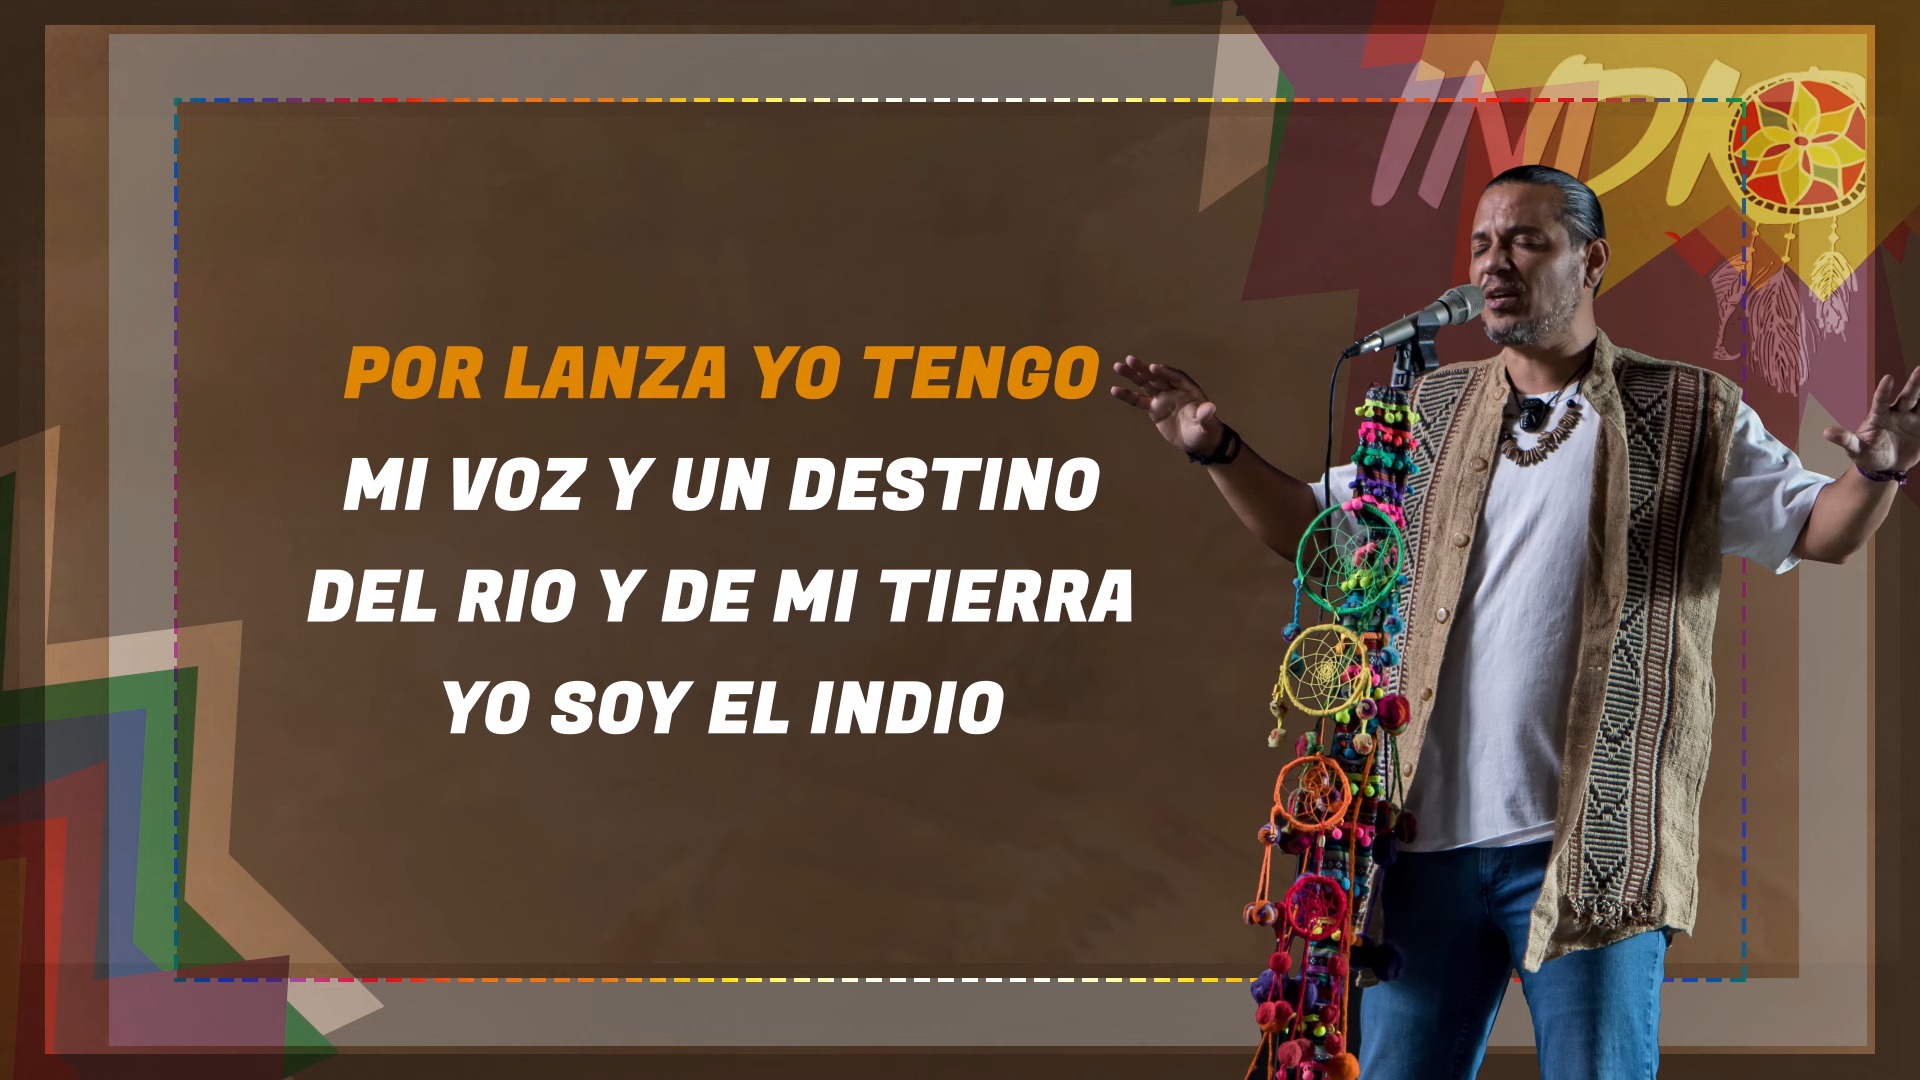 INDIO
POR LANZA YO TENGO
MI VOZ Y UN DESTINO
DEL RIO Y DE MI TIERRA
YO SOY EL INDIO